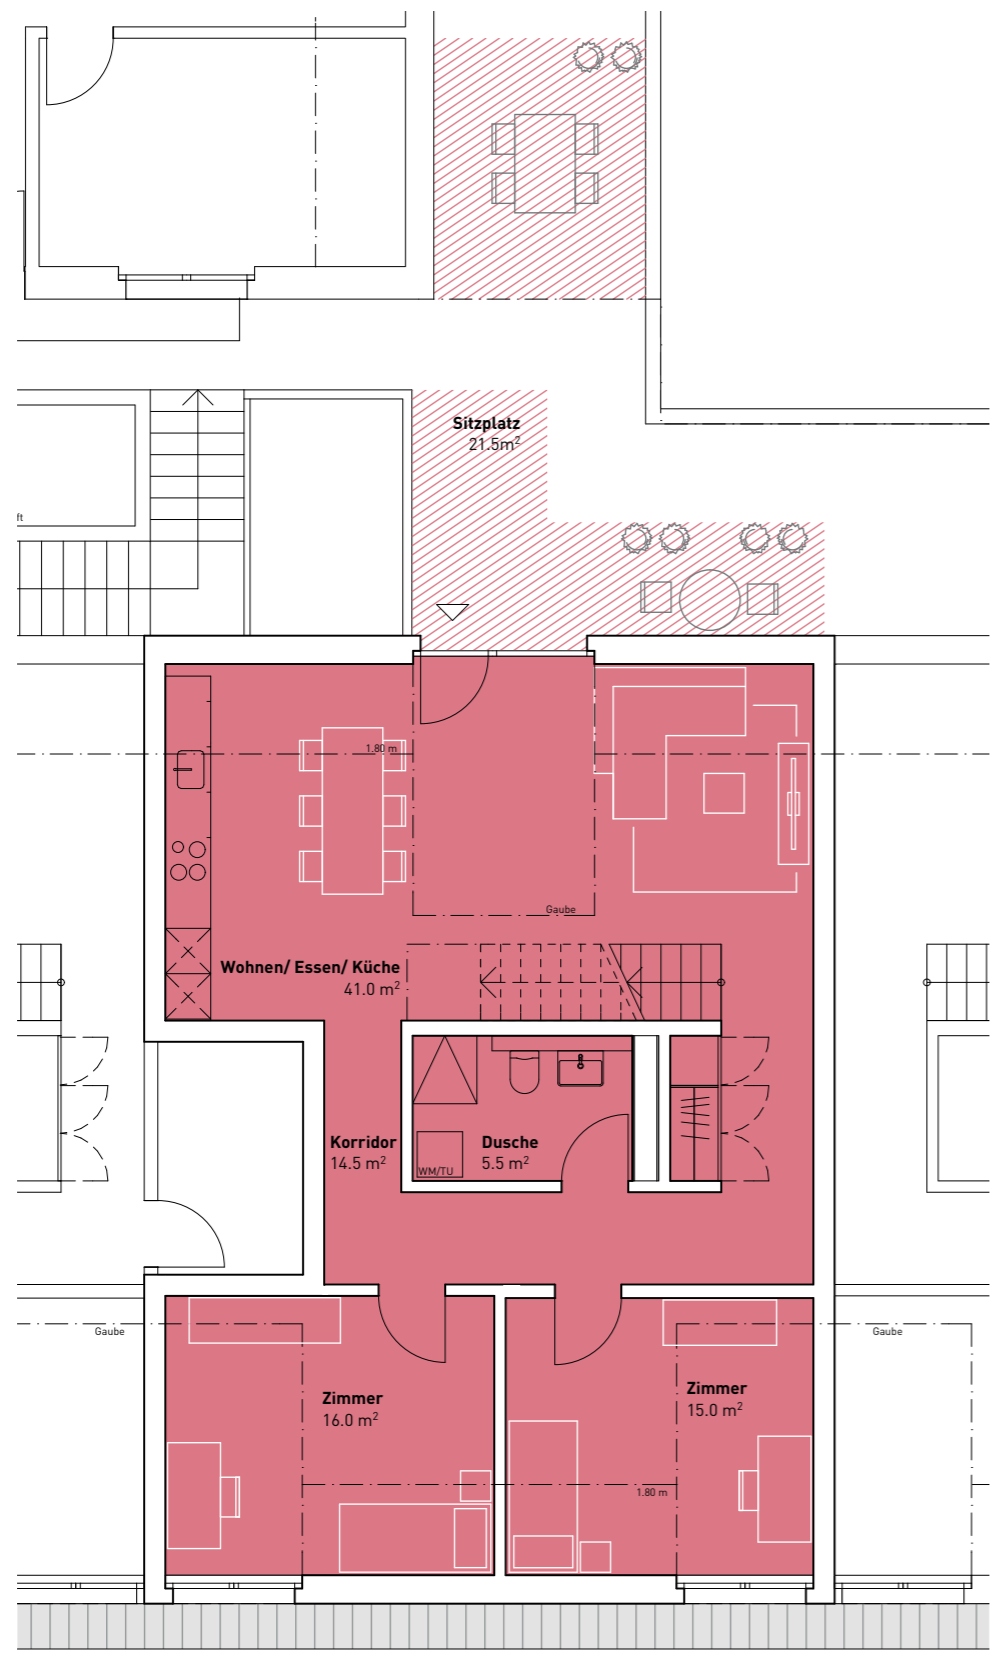 Sitzplatz
21.5m²
ft
1.80 m
Gaube
Wohnen/ Essen/ Küche
41.0 m²
Korridor
14.5 m²
Dusche
5.5 m²
WM/TU
Gaube
Gaube
Zimmer
16.0 m²
Zimmer
15.0 m²
1.80 m